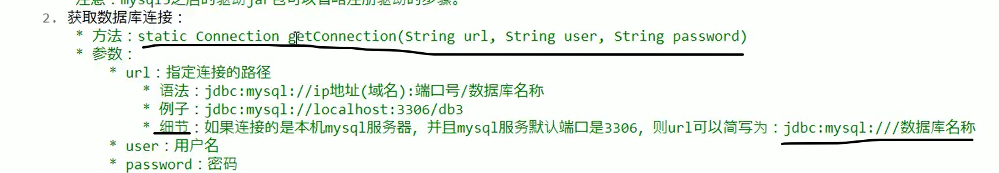 注意：mysql5之后的驱动jar包可以省略注册驱动的步骤。
2. 获取数据库连接：
* 方法：static Connection getConnection(String url, String user, String password)
* 参数：
* url：指定连接的路径
* 语法：jdbc:mysql://ip地址(域名):端口号/数据库名称
* 例子：jdbc:mysql://localhost:3306/db3
* 细节：如果连接的是本机mysql服务器，并且mysql服务默认端口是3306，则url可以简写为：jdbc:mysql:///数据库名称
* user：用户名
* password：密码